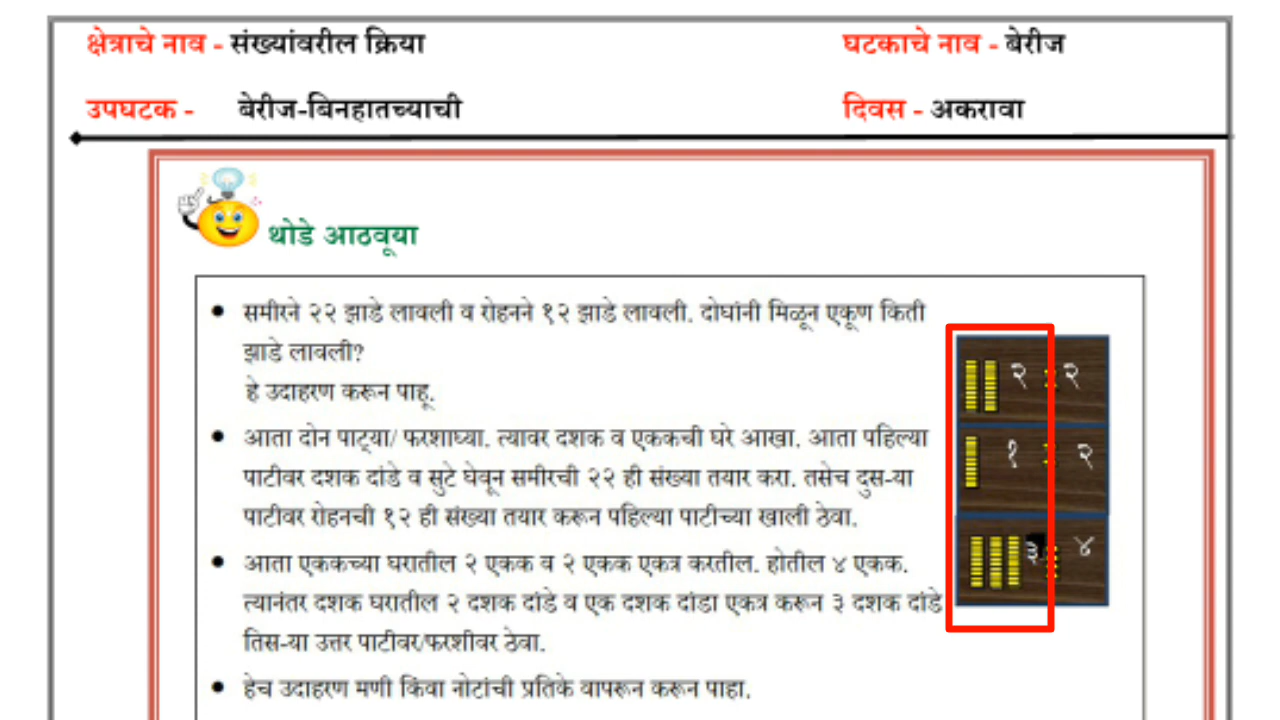 क्षेत्राचे नाव - संख्यांवरील क्रिया घटकाचे नाव - बेरीज
उपघटक - बेरीज-बिनहातच्याची दिवस - अकरावा
थोडे आठवूया
• समीरने २२ झाडे लावली व रोहनने १२ झाडे लावली. दोघांनी मिळून एकूण किती
झाडे लावली?
हे उदाहरण करून पाहू.
• आता दोन पाट्या/ फरशाघ्या. त्यावर दशक व एककची घरे आखा. आता पहिल्या
पाटीवर दशक दांडे व सुटे घेवून समीरची २२ ही संख्या तयार करा. तसेच दुस-या
पाटीवर रोहनची १२ ही संख्या तयार करून पहिल्या पाटीच्या खाली ठेवा.
• आता एककच्या घरातील २ एकक व २ एकक एकत्र करतील. होतील ४ एकक.
त्यानंतर दशक घरातील २ दशक दांडे व एक दशक दांडा एकत्र करून ३ दशक दांडे
तिस-या उत्तर पाटीवर/फरशीवर ठेवा.
• हेच उदाहरण मणी किंवा नोटांची प्रतिके वापरून करून पाहा.
२ २
१ २
३ ४